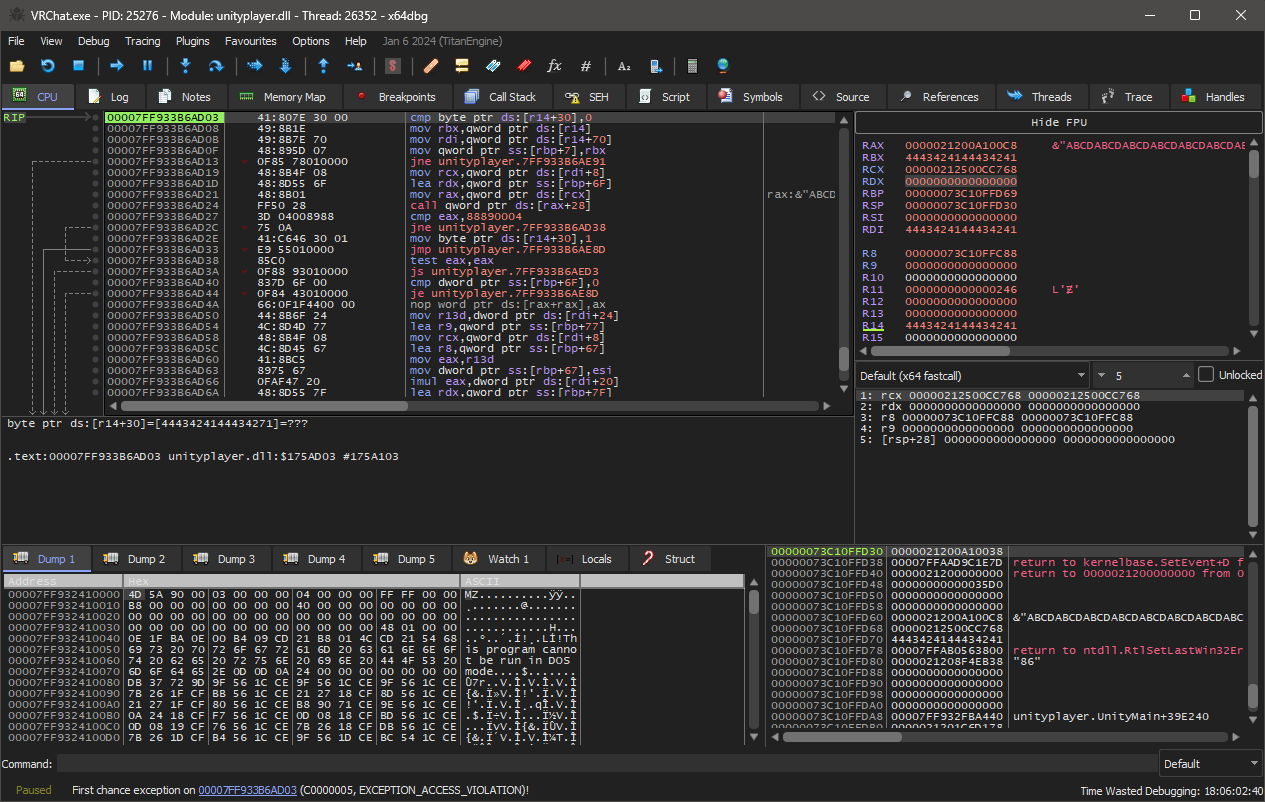 VRChat.exe - PID: 25276 - Module: unityplayer.dll - Thread: 26352 - x64dbg
File View Debug Tracing Plugins Favourites Options Help Jan 6 2024 (TitanEngine)
CPU Log Notes Memory Map Breakpoints Call Stack SEH Script Symbols Source References Threads Trace Handles
RIP
00007FF933B6AD03 41:807E 30 00 cmp byte ptr ds:[r14+30],0
00007FF933B6AD08 49:8B1E mov rbx,qword ptr ds:[r14]
00007FF933B6AD0B 49:8B7E 70 mov rdi,qword ptr ds:[r14+70]
00007FF933B6AD0F 48:895D 07 mov qword ptr ss:[rbp+7],rbx
00007FF933B6AD13 0F85 78010000 jne unityplayer.7FF933B6AE91
00007FF933B6AD19 48:8B4F 08 mov rcx,qword ptr ds:[rdi+8]
00007FF933B6AD1D 48:8D55 6F lea rdx,qword ptr ss:[rbp+6F]
00007FF933B6AD21 48:8B01 mov rax,qword ptr ds:[rcx] rax:&"ABCD
00007FF933B6AD24 FF50 28 call qword ptr ds:[rax+28]
00007FF933B6AD27 3D 04008988 cmp eax,88890004
00007FF933B6AD2C 75 0A jne unityplayer.7FF933B6AD38
00007FF933B6AD2E 41:C646 30 01 mov byte ptr ds:[r14+30],1
00007FF933B6AD33 E9 55010000 jmp unityplayer.7FF933B6AE8D
00007FF933B6AD38 85C0 test eax,eax
00007FF933B6AD3A 0F88 93010000 js unityplayer.7FF933B6AED3
00007FF933B6AD40 837D 6F 00 cmp dword ptr ss:[rbp+6F],0
00007FF933B6AD44 0F84 43010000 je unityplayer.7FF933B6AE8D
00007FF933B6AD4A 66:0F1F4400 00 nop word ptr ds:[rax+rax],ax
00007FF933B6AD50 44:8B6F 24 mov r13d,dword ptr ds:[rdi+24]
00007FF933B6AD54 4C:8D4D 77 lea r9,qword ptr ss:[rbp+77]
00007FF933B6AD58 48:8B4F 08 mov rcx,qword ptr ds:[rdi+8]
00007FF933B6AD5C 4C:8D45 67 lea r8,qword ptr ss:[rbp+67]
00007FF933B6AD60 41:8BC5 mov eax,r13d
00007FF933B6AD63 8975 67 mov dword ptr ss:[rbp+67],esi
00007FF933B6AD66 0FAF47 20 imul eax,dword ptr ds:[rdi+20]
00007FF933B6AD6A 48:8D55 7F lea rdx,qword ptr ss:[rbp+7F]
Hide FPU
RAX 0000021200A100C8 &"ABCDABCDABCDABCDABCDABCDABCDAE
RBX 4443424144434241
RCX 000002125​00CC768
RDX 0000000000000000
RBP 00000073C10FFD69
RSP 00000073C10FFD30
RSI 0000000000000000
RDI 4443424144434241
R8 00000073C10FFC88
R9 0000000000000000
R10 0000000000000000
R11 0000000000000246 L'Ɇ'
R12 0000000000000000
R13 0000000000000000
R14 4443424144434241
R15 0000000000000000
Default (x64 fastcall) 5 Unlocked
1: rcx 00000212500CC768 00000212500CC768
2: rdx 0000000000000000 0000000000000000
3: r8 00000073C10FFC88 00000073C10FFC88
4: r9 0000000000000000 0000000000000000
5: [rsp+28] 0000000000000000 0000000000000000
byte ptr ds:[r14+30]=[4443424144434271]=???
.text:00007FF933B6AD03 unityplayer.dll:$175AD03 #175A103
Dump 1 Dump 2 Dump 3 Dump 4 Dump 5 Watch 1 Locals Struct
Address Hex ASCII
00007FF932410000 4D 5A 90 00 03 00 00 00 04 00 00 00 FF FF 00 00 MZ..........ÿÿ..
00007FF932410010 B8 00 00 00 00 00 00 00 40 00 00 00 00 00 00 00 ¸.......@.......
00007FF932410020 00 00 00 00 00 00 00 00 00 00 00 00 00 00 00 00 ................
00007FF932410030 00 00 00 00 00 00 00 00 00 00 00 00 48 01 00 00 ............H...
00007FF932410040 0E 1F BA 0E 00 B4 09 CD 21 B8 01 4C CD 21 54 68 ..º..´.Í!¸.LÍ!Th
00007FF932410050 69 73 20 70 72 6F 67 72 61 6D 20 63 61 6E 6E 6F is program canno
00007FF932410060 74 20 62 65 20 72 75 6E 20 69 6E 20 44 4F 53 20 t be run in DOS
00007FF932410070 6D 6F 64 65 2E 0D 0D 0A 24 00 00 00 00 00 00 00 mode....$.......
00007FF932410080 DB 37 72 9D 9F 56 1C CE 9F 56 1C CE 9F 56 1C CE Û7r..V.Î.V.Î.V.Î
00007FF932410090 7B 26 1F CF BB 56 1C CE 21 27 18 CF 8D 56 1C CE {&.Ï»V.Î!'.Ï.V.Î
00007FF9324100A0 21 27 1F CF 80 56 1C CE B8 90 71 CE 9E 56 1C CE !'.Ï.V.Î¸.qÎ.V.Î
00007FF9324100B0 0A 24 18 CF F7 56 1C CE 0D 08 18 CF BD 56 1C CE .$.Ï÷V.Î...Ï½V.Î
00007FF9324100C0 0D 08 19 CF 76 56 1C CE 7B 26 18 CF DB 56 1C CE ...ÏvV.Î{&.ÏÛV.Î
00007FF9324100D0 7B 26 1D CF B4 56 1C CE 9F 56 1D CE BC 54 1C CE {&.Ï´V.Î.V.Î¼T.Î
00000073C10FFD30 0000021200A10038
00000073C10FFD38 00007FFAAD9C1E7D return to kernelbase.SetEvent+D f
00000073C10FFD40 0000021200000000 return to 0000021200000000 from 0
00000073C10FFD48 00000000000035D0
00000073C10FFD50 0000000000000000
00000073C10FFD58 0000000000000000
00000073C10FFD60 0000021200A100C8 &"ABCDABCDABCDABCDABCDABCDABCDABC
00000073C10FFD68 00000212500CC768
00000073C10FFD70 4443424144434241
00000073C10FFD78 00007FFAB0563800 return to ntdll.RtlSetLastWin32Er
00000073C10FFD80 000002120​8F4EB38 "86"
00000073C10FFD88 0000000000000000
00000073C10FFD90 0000000000000000
00000073C10FFD98 0000000000000000
00000073C10FFDA0 0000000000000000
00000073C10FFDA8 00007FF932FBA440 unityplayer.UnityMain+39E240
Command: Default
Paused First chance exception on 00007FF933B6AD03 (C0000005, EXCEPTION_ACCESS_VIOLATION)! Time Wasted Debugging: 18:06:02:40